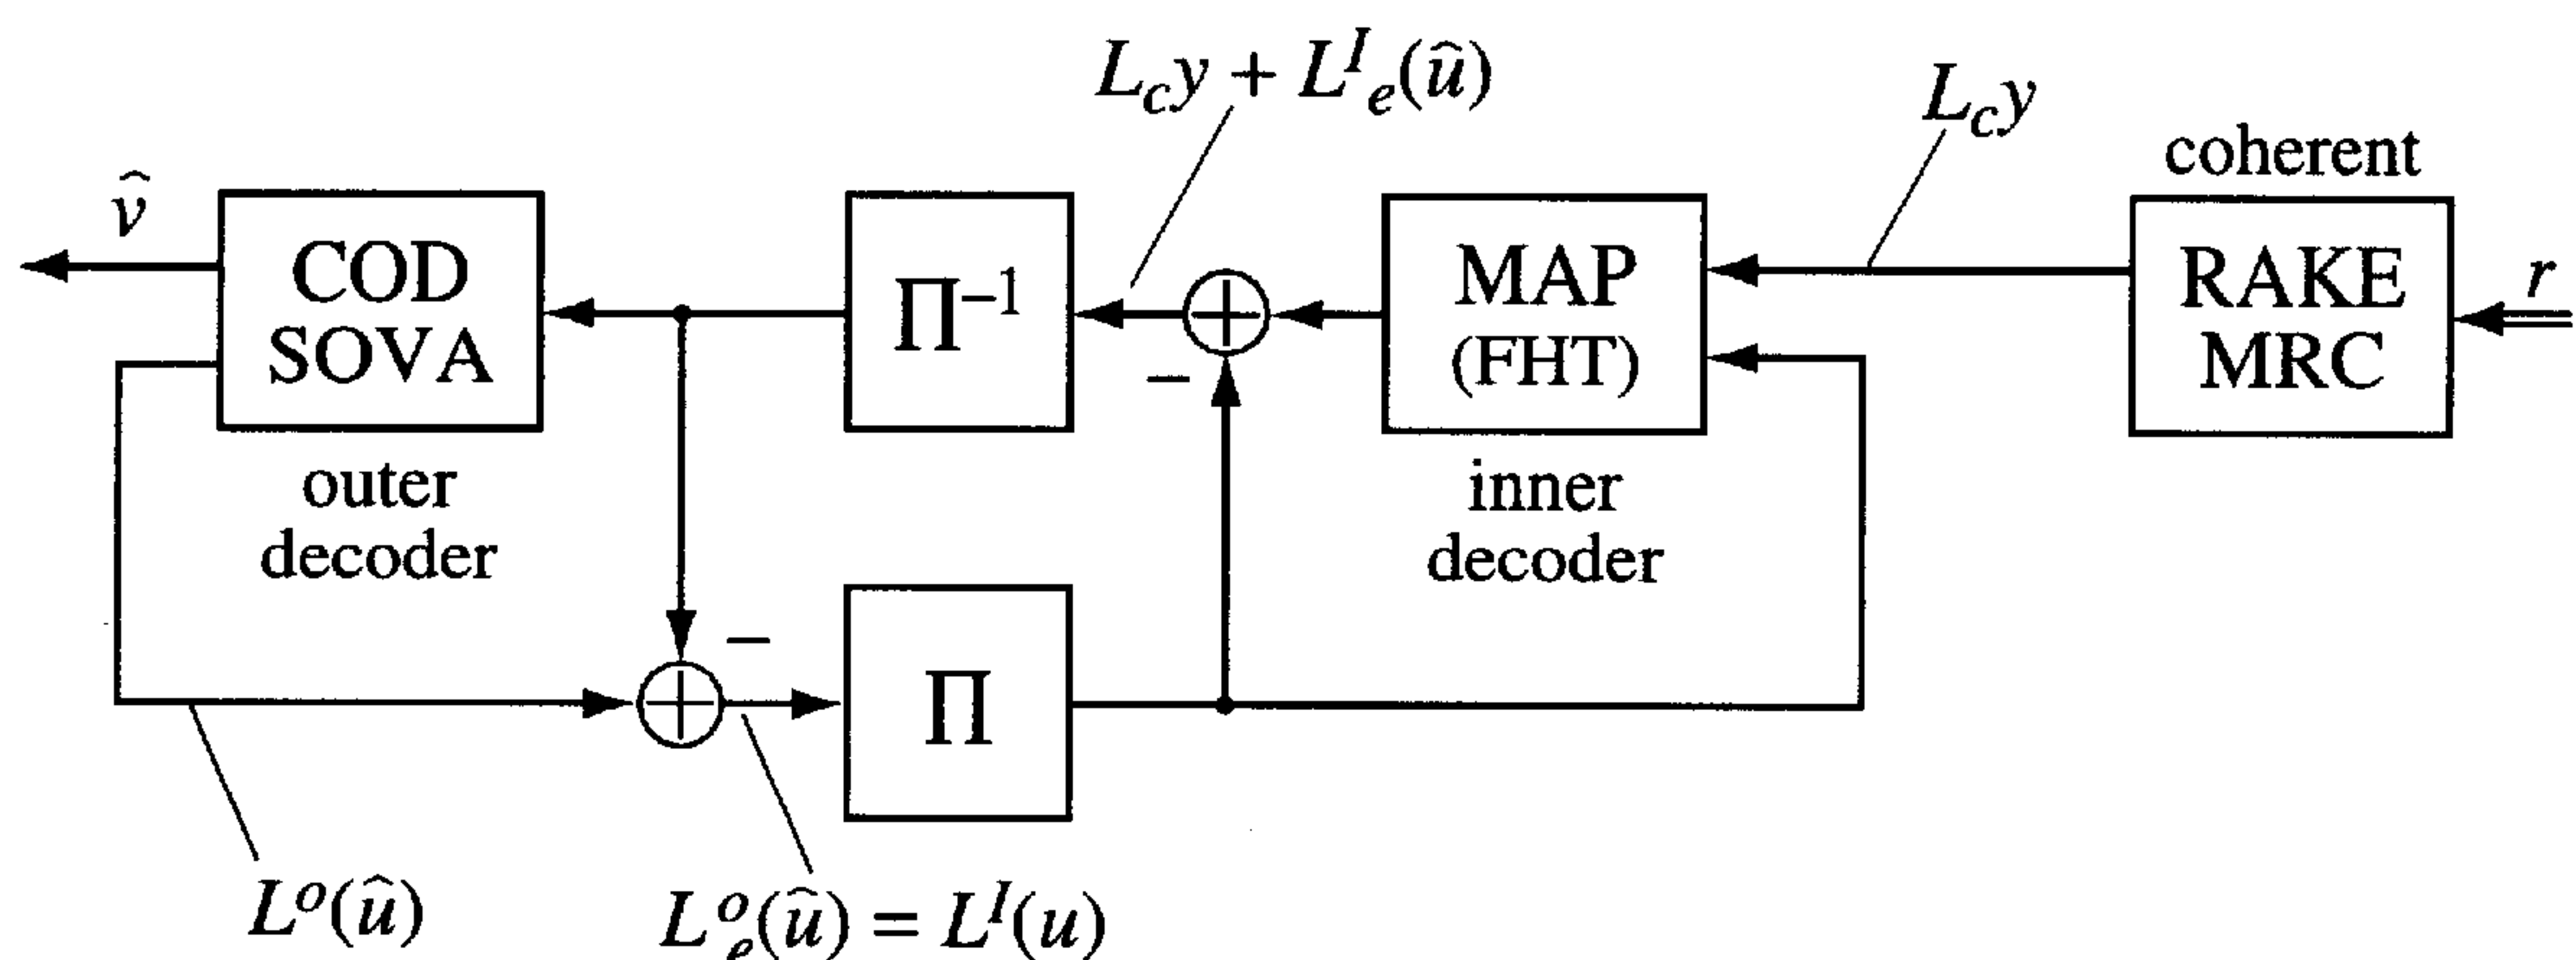 L_c y + L^I_e(û)
L_c y
coherent
v̂
COD
SOVA
Π⁻¹
–
MAP
(FHT)
RAKE
MRC
r
outer
decoder
inner
decoder
–
Π
L^o(û)
L^o_e(û) = L^I(u)